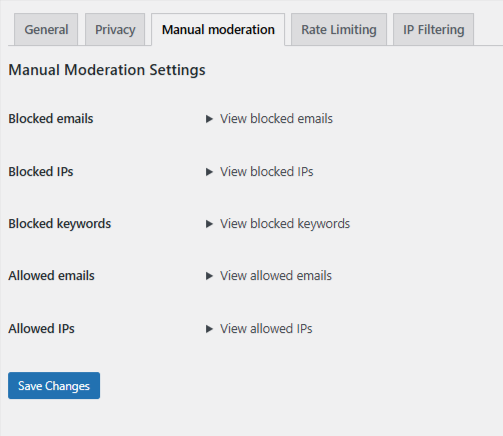 General Privacy Manual moderation Rate Limiting IP Filtering
Manual Moderation Settings
Blocked emails ▶ View blocked emails
Blocked IPs ▶ View blocked IPs
Blocked keywords ▶ View blocked keywords
Allowed emails ▶ View allowed emails
Allowed IPs ▶ View allowed IPs
Save Changes